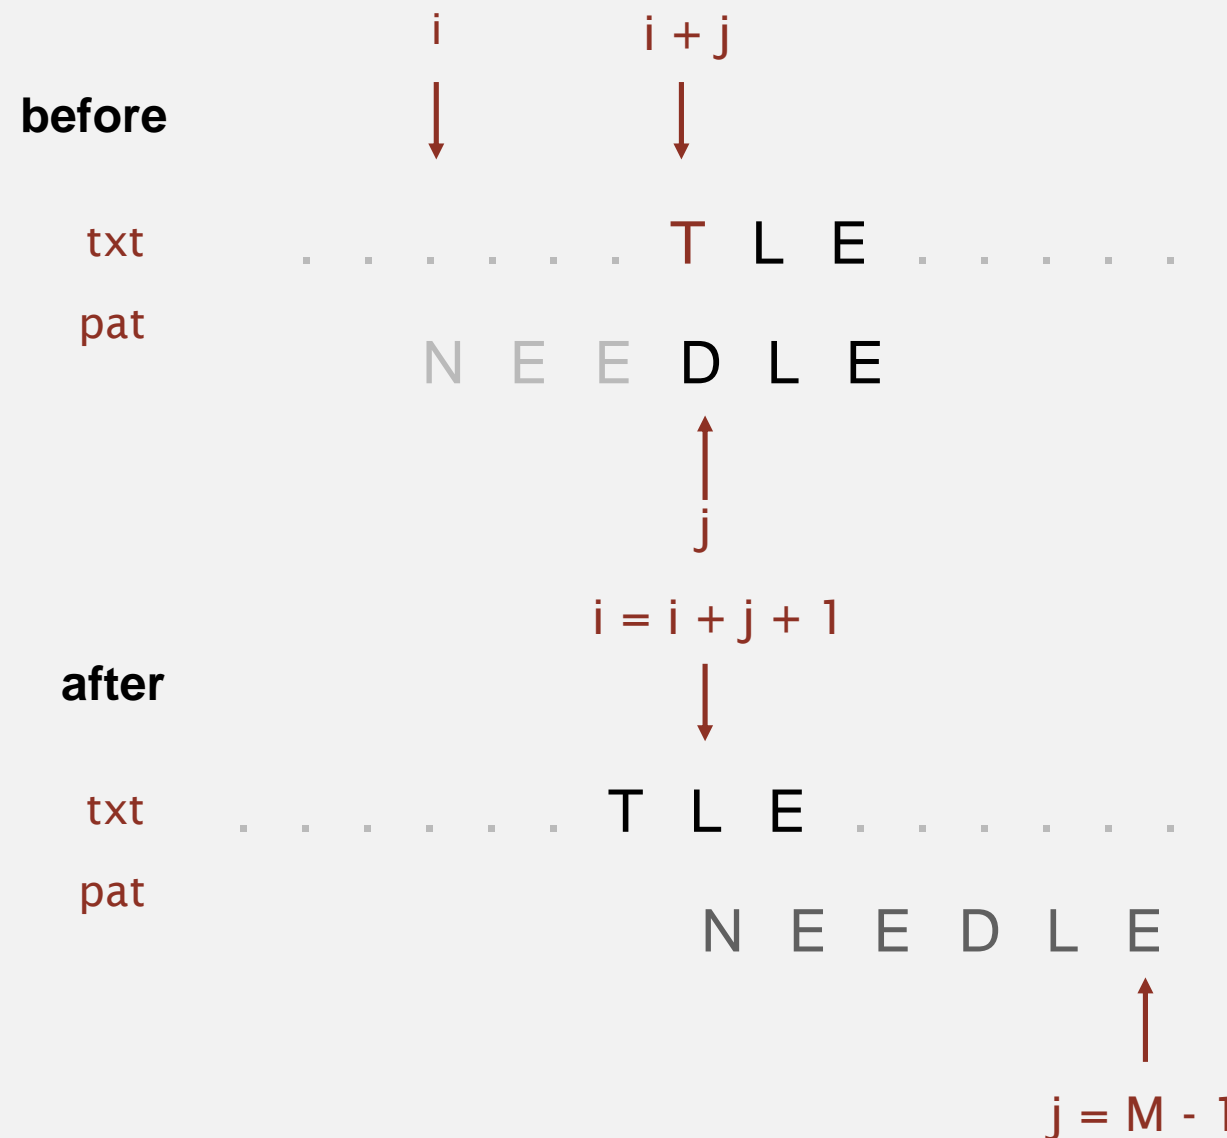 i i + j
before
txt . . . . . . T L E . . . . .
pat N E E D L E
j
i = i + j + 1
after
txt . . . . . . T L E . . . . . .
pat N E E D L E
j = M - 1